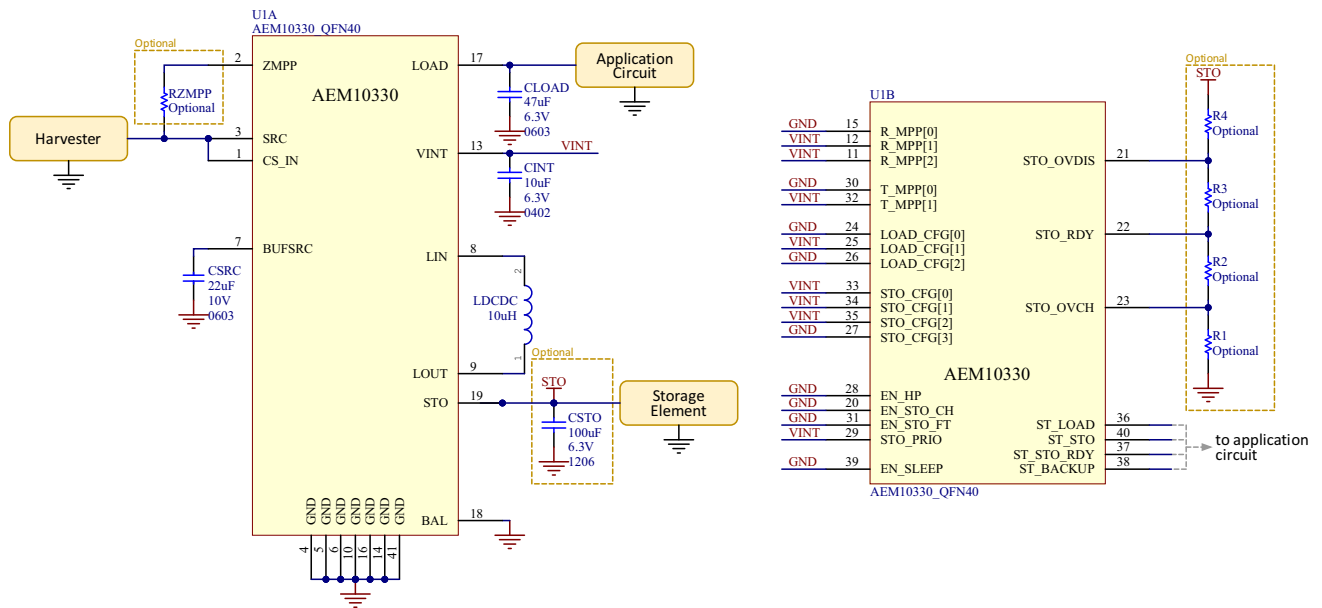 U1A
AEM10330_QFN40
Optional
2
ZMPP
RZMPP
Optional
Harvester
3
SRC
1
CS_IN
7
BUFSRC
CSRC
22uF
10V
0603
AEM10330
LOAD
17
CLOAD
47uF
6.3V
0603
Application
Circuit
VINT
13
VINT
CINT
10uF
6.3V
0402
LIN
8
2
LDCDC
10uH
1
LOUT
9
STO
19
Optional
STO
CSTO
100uF
6.3V
1206
Storage
Element
BAL
18
GND GND GND GND GND GND GND
4 5 6 10 16 14 41
U1B
GND 15 R_MPP[0]
VINT 12 R_MPP[1]
VINT 11 R_MPP[2]
GND 30 T_MPP[0]
VINT 32 T_MPP[1]
GND 24 LOAD_CFG[0]
VINT 25 LOAD_CFG[1]
GND 26 LOAD_CFG[2]
VINT 33 STO_CFG[0]
VINT 34 STO_CFG[1]
VINT 35 STO_CFG[2]
GND 27 STO_CFG[3]
AEM10330
GND 28 EN_HP
GND 20 EN_STO_CH
GND 31 EN_STO_FT
VINT 29 STO_PRIO
GND 39 EN_SLEEP
AEM10330_QFN40
STO_OVDIS 21
STO_RDY 22
STO_OVCH 23
ST_LOAD 36
ST_STO 40
ST_STO_RDY 37
ST_BACKUP 38
Optional
STO
R4
Optional
R3
Optional
R2
Optional
R1
Optional
to application
circuit